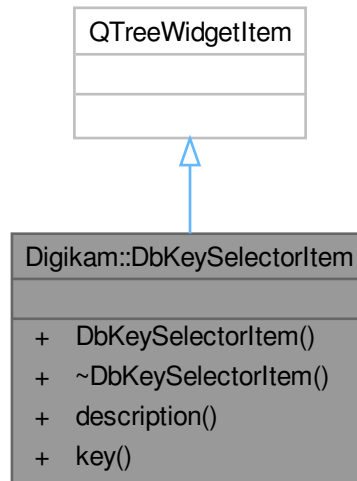 QTreeWidgetItem
Digikam::DbKeySelectorItem
+ DbKeySelectorItem()
+ ~DbKeySelectorItem()
+ description()
+ key()